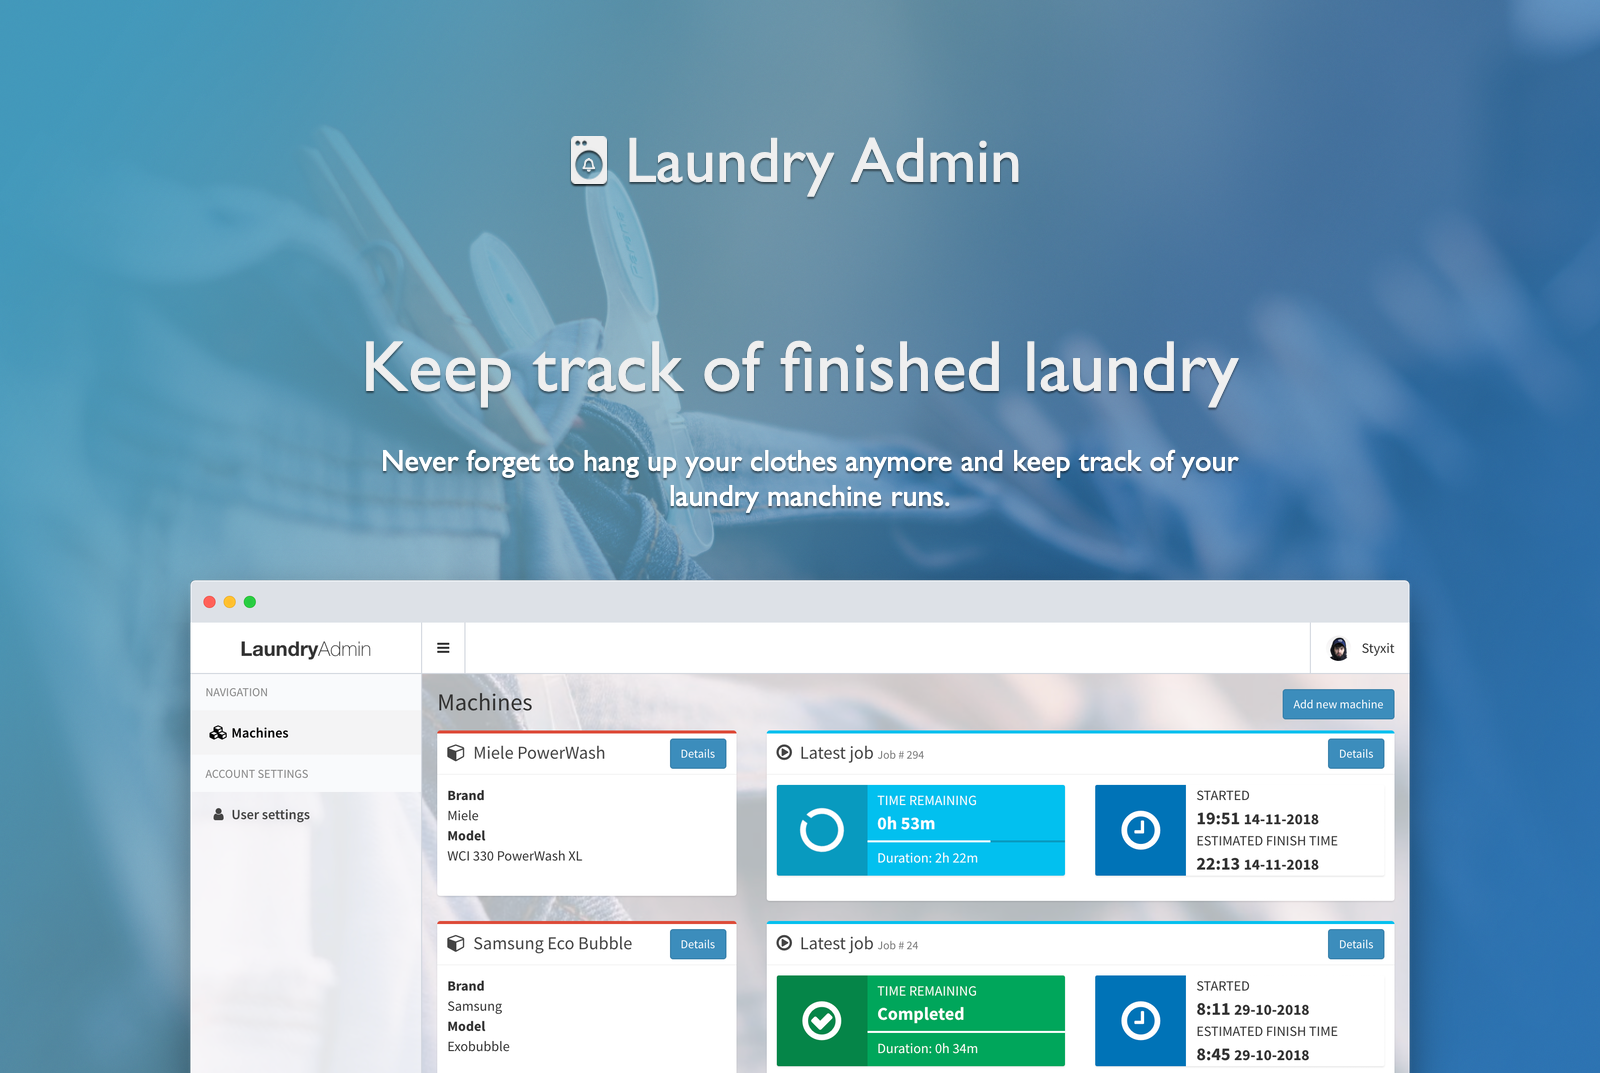 Laundry Admin
Keep track of finished laundry
Never forget to hang up your clothes anymore and keep track of your
laundry manchine runs.
LaundryAdmin
Styxit
NAVIGATION
Machines
ACCOUNT SETTINGS
User settings
Machines
Add new machine
Miele PowerWash
Details
Brand
Miele
Model
WCI 330 PowerWash XL
Latest job Job # 294
Details
TIME REMAINING
0h 53m
Duration: 2h 22m
STARTED
19:51 14-11-2018
ESTIMATED FINISH TIME
22:13 14-11-2018
Samsung Eco Bubble
Details
Brand
Samsung
Model
Exobubble
Latest job Job # 24
Details
TIME REMAINING
Completed
Duration: 0h 34m
STARTED
8:11 29-10-2018
ESTIMATED FINISH TIME
8:45 29-10-2018